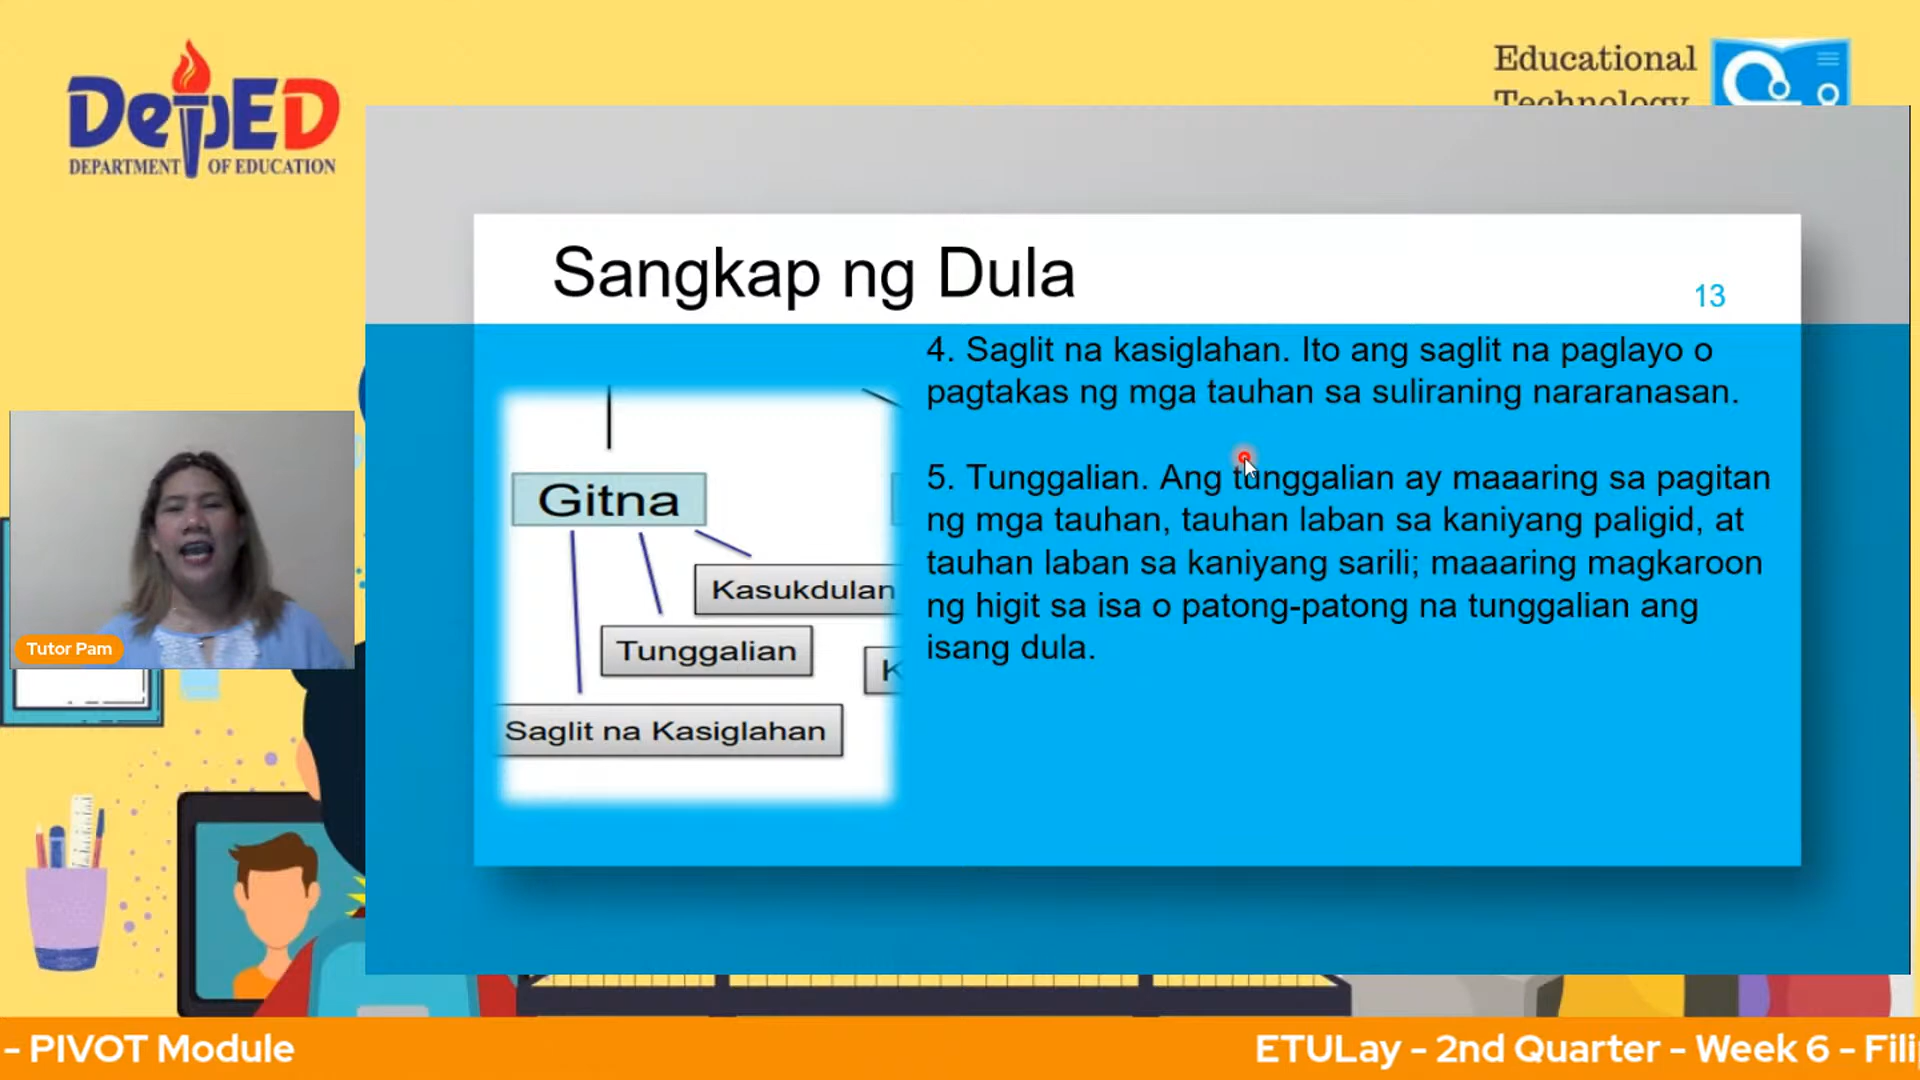 DepED
DEPARTMENT OF EDUCATION
Educational
Technology
Sangkap ng Dula
13
4. Saglit na kasiglahan. Ito ang saglit na paglayo o
pagtakas ng mga tauhan sa suliraning nararanasan.
5. Tunggalian. Ang tunggalian ay maaaring sa pagitan
ng mga tauhan, tauhan laban sa kaniyang paligid, at
tauhan laban sa kaniyang sarili; maaaring magkaroon
ng higit sa isa o patong-patong na tunggalian ang
isang dula.
Gitna
Kasukdulan
Tunggalian
K
Saglit na Kasiglahan
Tutor Pam
- PIVOT Module
ETULay - 2nd Quarter - Week 6 - Fili